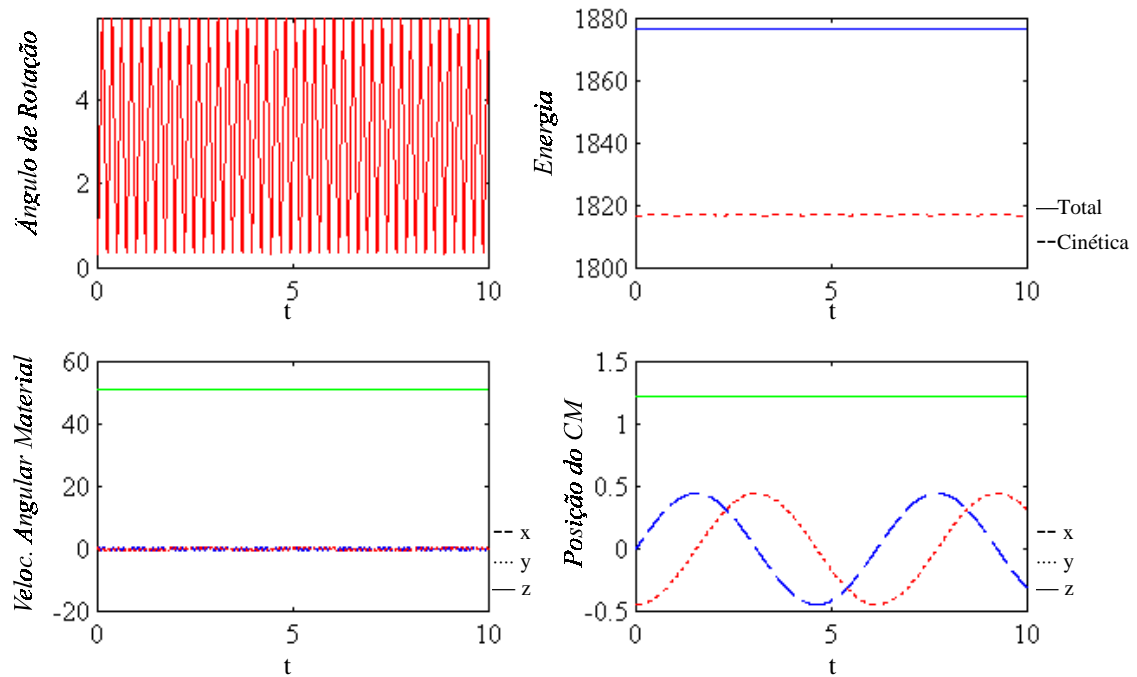 Ângulo de Rotação
4
2
0
0
5
10
t
Energia
1880
1860
1840
1820
1800
0
5
10
t
Total
Cinética
Veloc. Angular Material
60
40
20
0
-20
0
5
10
t
x
y
z
Posição do CM
1.5
1
0.5
0
-0.5
0
5
10
t
x
y
z